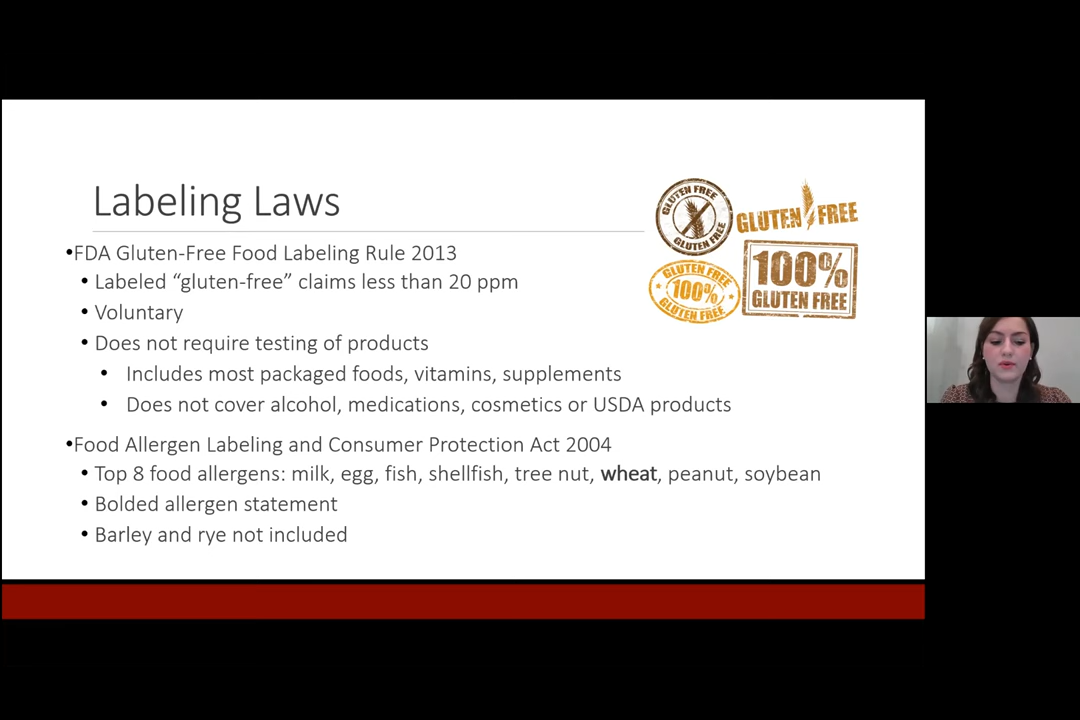 Labeling Laws
•FDA Gluten-Free Food Labeling Rule 2013
• Labeled “gluten-free” claims less than 20 ppm
• Voluntary
• Does not require testing of products
• Includes most packaged foods, vitamins, supplements
• Does not cover alcohol, medications, cosmetics or USDA products
•Food Allergen Labeling and Consumer Protection Act 2004
• Top 8 food allergens: milk, egg, fish, shellfish, tree nut, wheat, peanut, soybean
• Bolded allergen statement
• Barley and rye not included
GLUTEN FREE
GLUTEN FREE
GLUTEN FREE
GLUTEN FREE
100%
GLUTEN FREE
100%
GLUTEN FREE